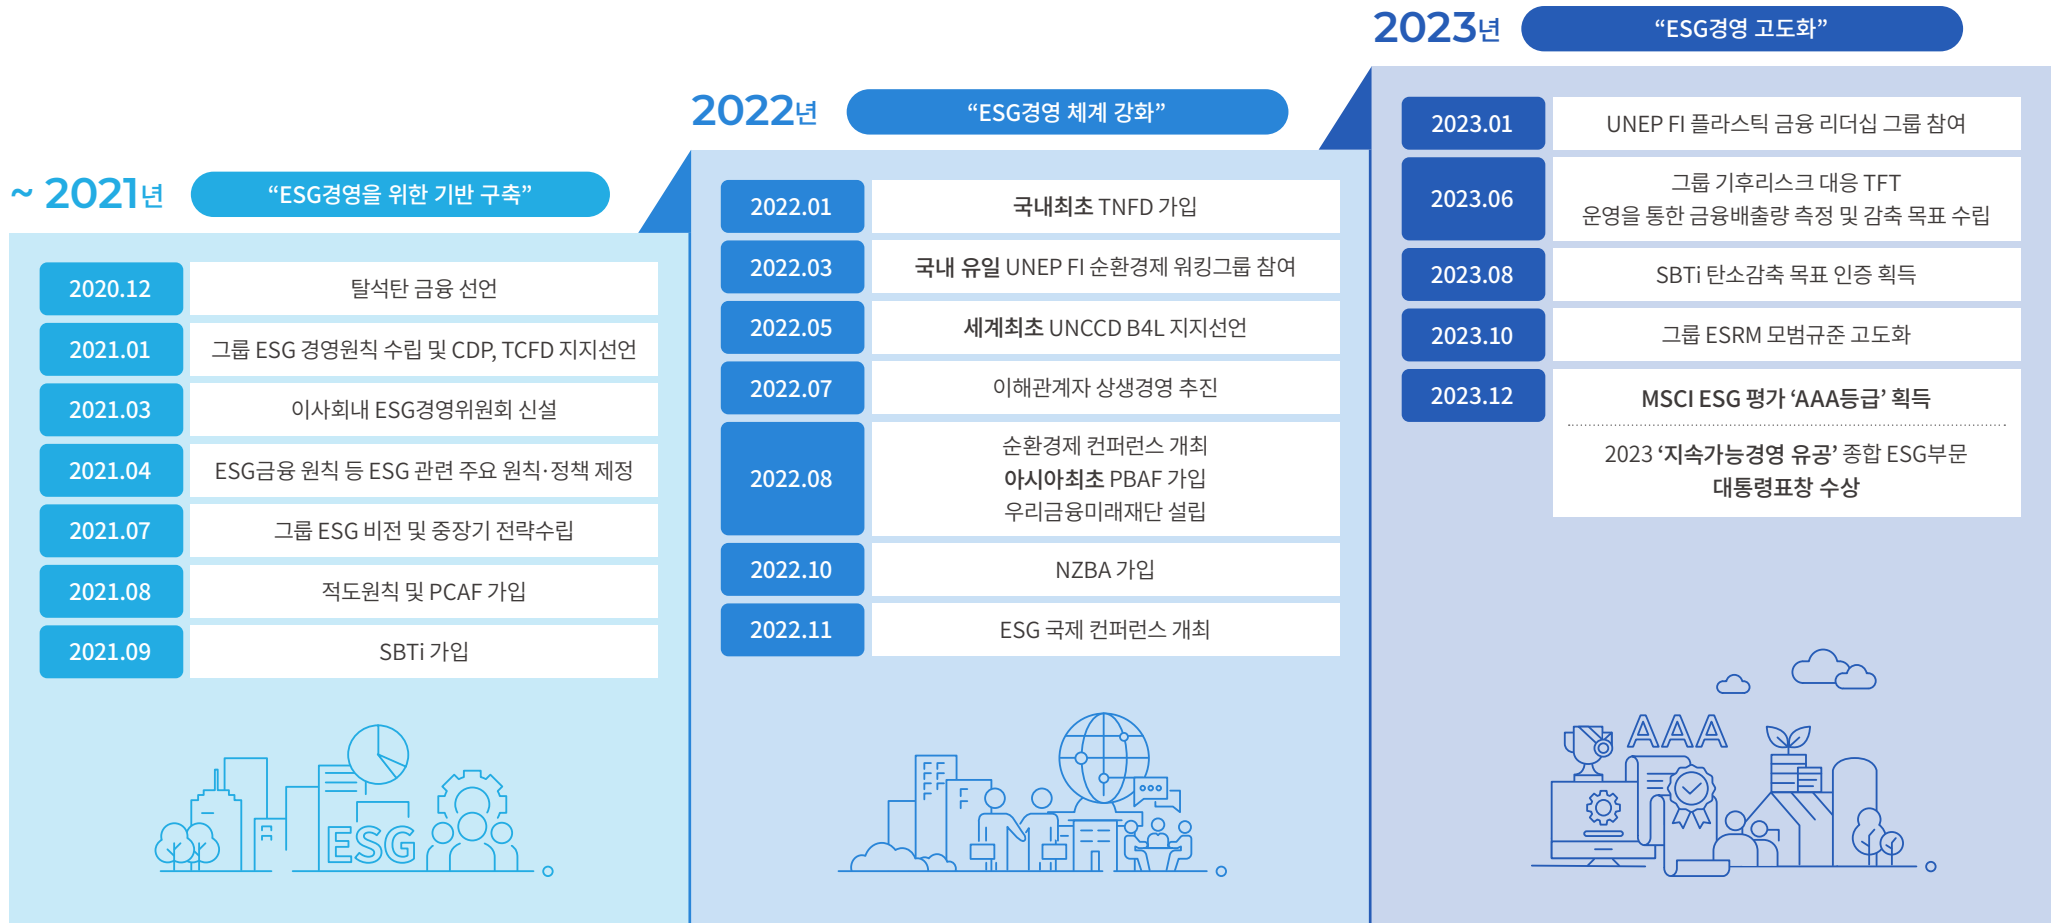 ~ 2021년
“ESG경영을 위한 기반 구축”
2020.12
탈석탄 금융 선언
2021.01
그룹 ESG 경영원칙 수립 및 CDP, TCFD 지지선언
2021.03
이사회내 ESG경영위원회 신설
2021.04
ESG금융 원칙 등 ESG 관련 주요 원칙·정책 제정
2021.07
그룹 ESG 비전 및 중장기 전략수립
2021.08
적도원칙 및 PCAF 가입
2021.09
SBTi 가입
ESG
2022년
“ESG경영 체계 강화”
2022.01
국내최초 TNFD 가입
2022.03
국내 유일 UNEP FI 순환경제 워킹그룹 참여
2022.05
세계최초 UNCCD B4L 지지선언
2022.07
이해관계자 상생경영 추진
2022.08
순환경제 컨퍼런스 개최
아시아최초 PBAF 가입
우리금융미래재단 설립
2022.10
NZBA 가입
2022.11
ESG 국제 컨퍼런스 개최
2023년
“ESG경영 고도화”
2023.01
UNEP FI 플라스틱 금융 리더십 그룹 참여
2023.06
그룹 기후리스크 대응 TFT
운영을 통한 금융배출량 측정 및 감축 목표 수립
2023.08
SBTi 탄소감축 목표 인증 획득
2023.10
그룹 ESRM 모범규준 고도화
2023.12
MSCI ESG 평가 ‘AAA등급’ 획득
2023 ‘지속가능경영 유공’ 종합 ESG부문
대통령표창 수상
AAA